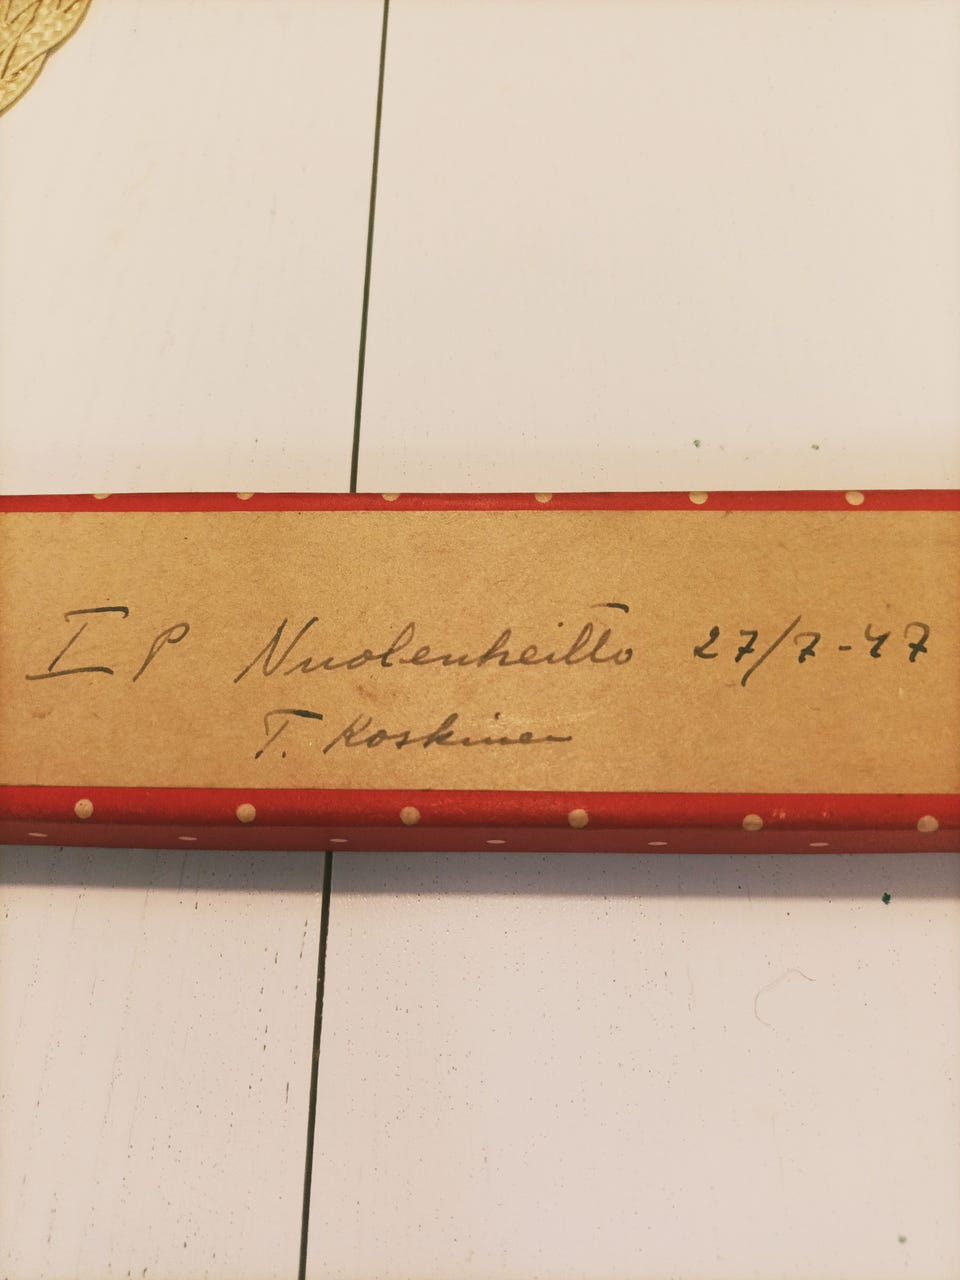 I P Nuolenheitto 27/7-47
T. Koskinen